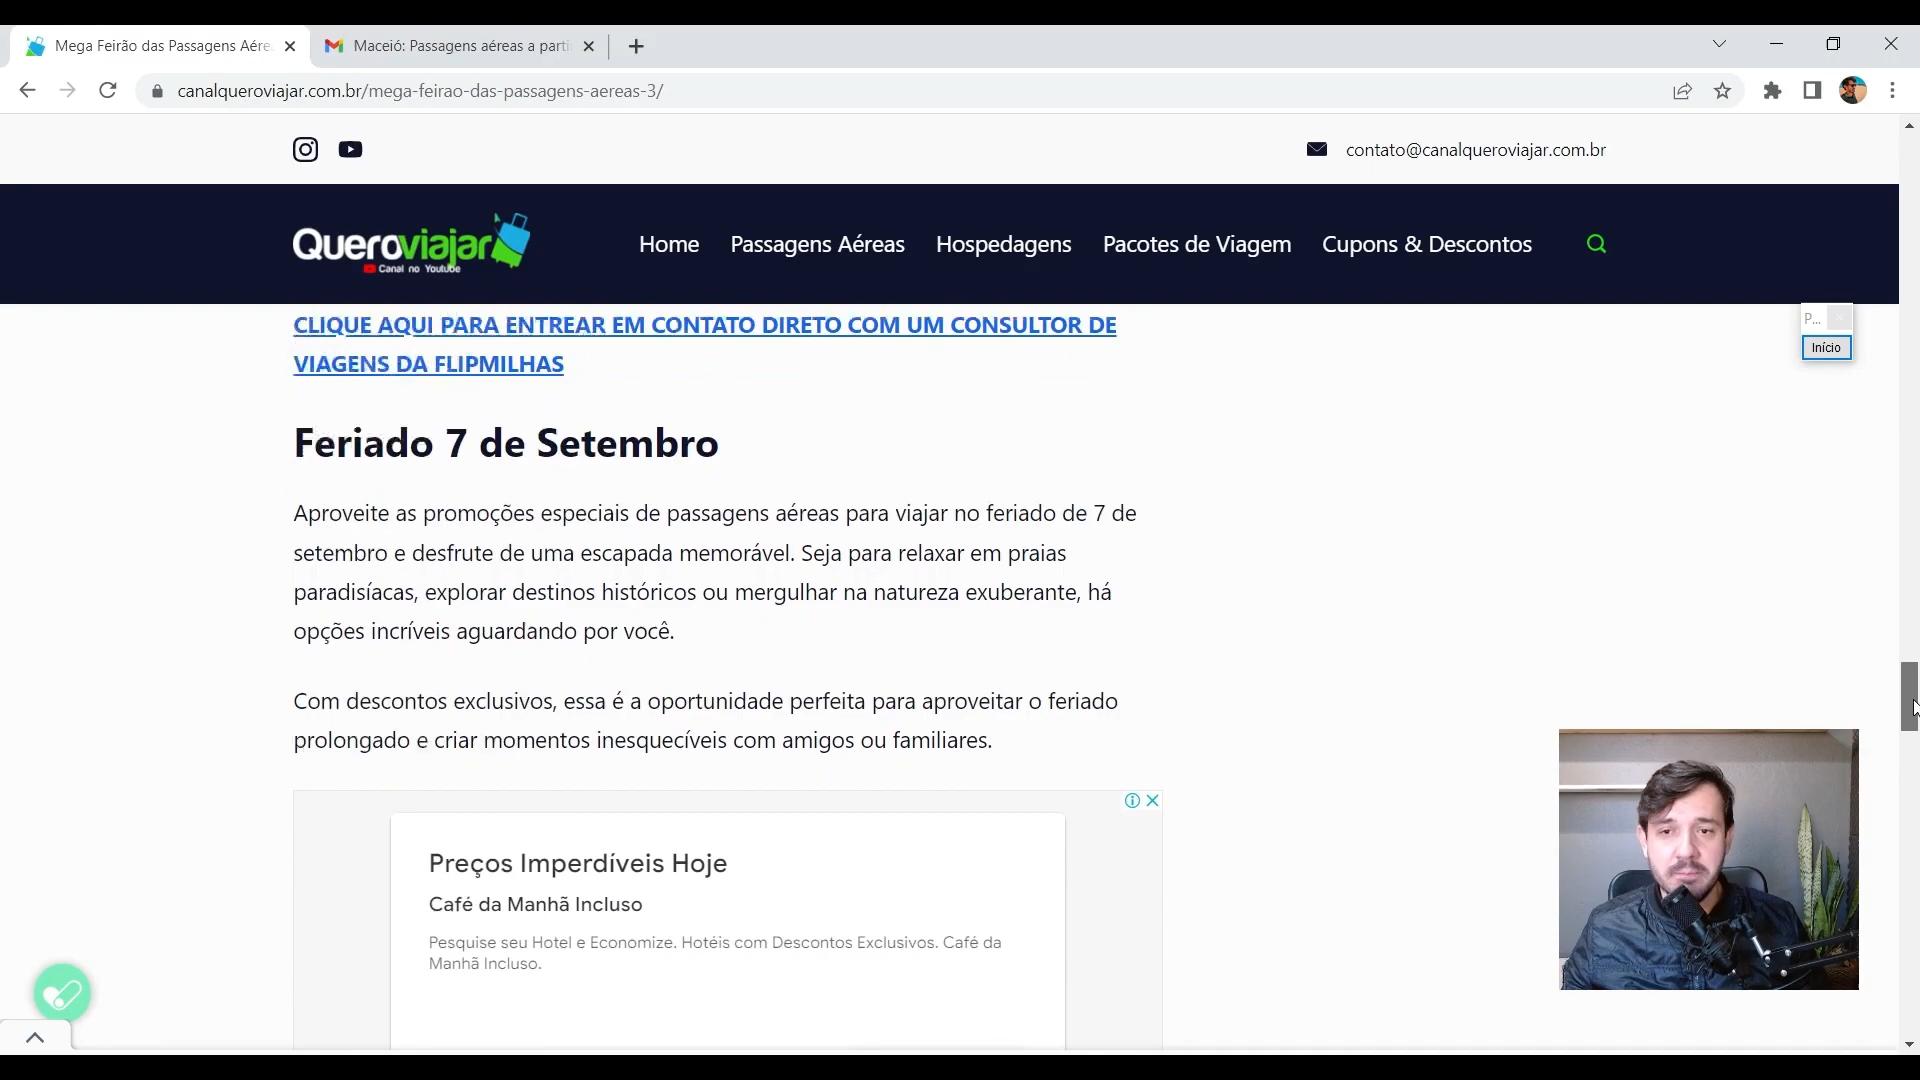 Mega Feirão das Passagens Aére
Maceió: Passagens aéreas a parti
canalqueroviajar.com.br/mega-feirao-das-passagens-aereas-3/
contato@canalqueroviajar.com.br
Queroviajar
Canal no Youtube
Home
Passagens Aéreas
Hospedagens
Pacotes de Viagem
Cupons & Descontos
CLIQUE AQUI PARA ENTREAR EM CONTATO DIRETO COM UM CONSULTOR DE
VIAGENS DA FLIPMILHAS
P...
Início
Feriado 7 de Setembro
Aproveite as promoções especiais de passagens aéreas para viajar no feriado de 7 de
setembro e desfrute de uma escapada memorável. Seja para relaxar em praias
paradisíacas, explorar destinos históricos ou mergulhar na natureza exuberante, há
opções incríveis aguardando por você.
Com descontos exclusivos, essa é a oportunidade perfeita para aproveitar o feriado
prolongado e criar momentos inesquecíveis com amigos ou familiares.
Preços Imperdíveis Hoje
Café da Manhã Incluso
Pesquise seu Hotel e Economize. Hotéis com Descontos Exclusivos. Café da
Manhã Incluso.